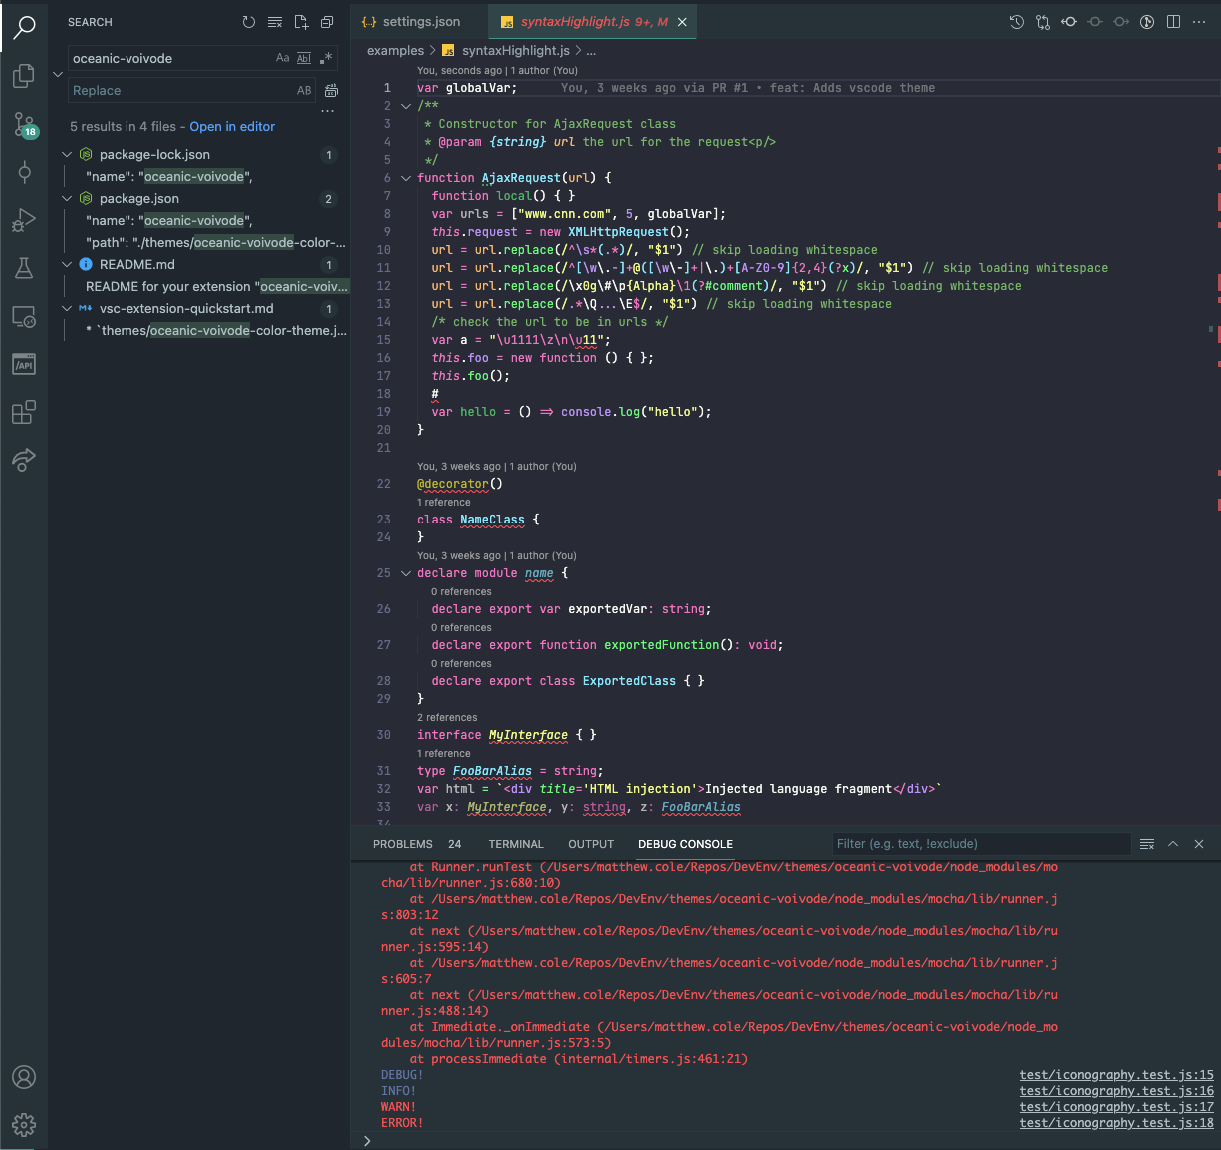 SEARCH
oceanic-voivode
Aa Abl .*
Replace
AB
5 results in 4 files - Open in editor
package-lock.json 1
"name": "oceanic-voivode",
package.json 2
"name": "oceanic-voivode",
"path": "./themes/oceanic-voivode-color-...
README.md 1
README for your extension "oceanic-voiv...
vsc-extension-quickstart.md 1
* `themes/oceanic-voivode-color-theme.j...
18
/API
{..} settings.json
JS syntaxHighlight.js 9+, M
examples > JS syntaxHighlight.js > ...
You, seconds ago | 1 author (You)
1 var globalVar; You, 3 weeks ago via PR #1 • feat: Adds vscode theme
2 /**
3 * Constructor for AjaxRequest class
4 * @param {string} url the url for the request<p/>
5 */
6 function AjaxRequest(url) {
7 function local() { }
8 var urls = ["www.cnn.com", 5, globalVar];
9 this.request = new XMLHttpRequest();
10 url = url.replace(/^\s*(.*)/, "$1") // skip loading whitespace
11 url = url.replace(/^[\w\.-]+@([\w\-]+|\.)+[A-Z0-9]{2,4}(?x)/, "$1") // skip loading whitespace
12 url = url.replace(/\x0g\#\p{Alpha}\1(?#comment)/, "$1") // skip loading whitespace
13 url = url.replace(/.*\Q...\E$/, "$1") // skip loading whitespace
14 /* check the url to be in urls */
15 var a = "\u1111\z\n\u11";
16 this.foo = new function () { };
17 this.foo();
18 #
19 var hello = () => console.log("hello");
20 }
21
You, 3 weeks ago | 1 author (You)
22 @decorator()
1 reference
23 class NameClass {
24 }
You, 3 weeks ago | 1 author (You)
25 declare module name {
0 references
26 declare export var exportedVar: string;
0 references
27 declare export function exportedFunction(): void;
0 references
28 declare export class ExportedClass { }
29 }
2 references
30 interface MyInterface { }
1 reference
31 type FooBarAlias = string;
32 var html = `<div title='HTML injection'>Injected language fragment</div>`
33 var x: MyInterface, y: string, z: FooBarAlias
34
PROBLEMS 24 TERMINAL OUTPUT DEBUG CONSOLE Filter (e.g. text, !exclude)
at Runner.runTest (/Users/matthew.cole/Repos/DevEnv/themes/oceanic-voivode/node_modules/mo
cha/lib/runner.js:680:10)
at /Users/matthew.cole/Repos/DevEnv/themes/oceanic-voivode/node_modules/mocha/lib/runner.j
s:803:12
at next (/Users/matthew.cole/Repos/DevEnv/themes/oceanic-voivode/node_modules/mocha/lib/ru
nner.js:595:14)
at /Users/matthew.cole/Repos/DevEnv/themes/oceanic-voivode/node_modules/mocha/lib/runner.j
s:605:7
at next (/Users/matthew.cole/Repos/DevEnv/themes/oceanic-voivode/node_modules/mocha/lib/ru
nner.js:488:14)
at Immediate._onImmediate (/Users/matthew.cole/Repos/DevEnv/themes/oceanic-voivode/node_mo
dules/mocha/lib/runner.js:573:5)
at processImmediate (internal/timers.js:461:21)
DEBUG! test/iconography.test.js:15
INFO! test/iconography.test.js:16
WARN! test/iconography.test.js:17
ERROR! test/iconography.test.js:18
>